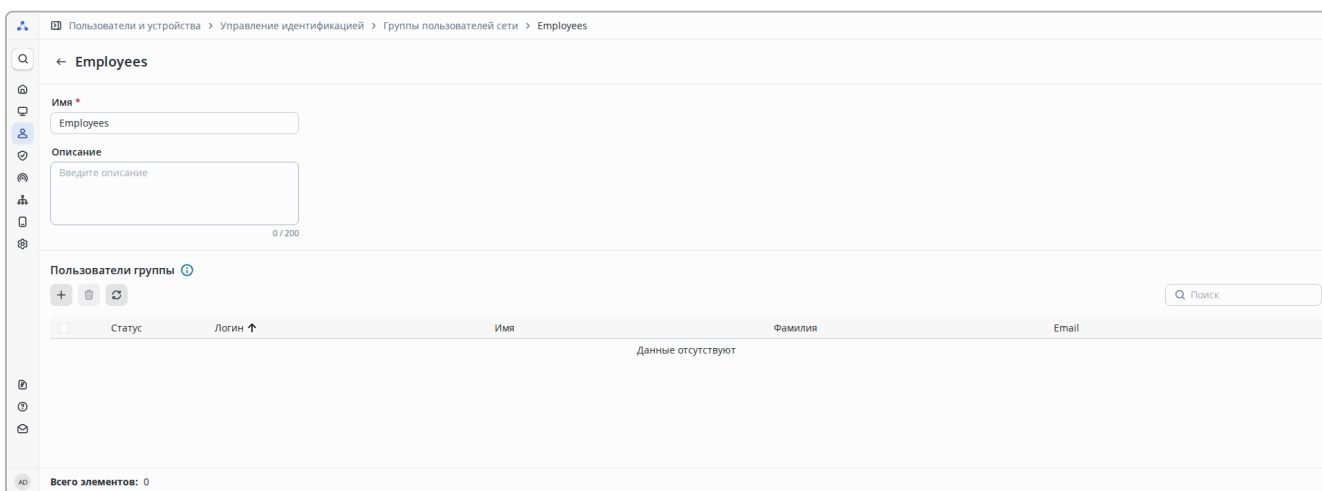 Пользователи и устройства > Управление идентификацией > Группы пользователей сети > Employees
← Employees
Имя *
Employees
Описание
Введите описание
0 / 200
Пользователи группы
Поиск
Статус Логин ↑ Имя Фамилия Email
Данные отсутствуют
AD
Всего элементов: 0